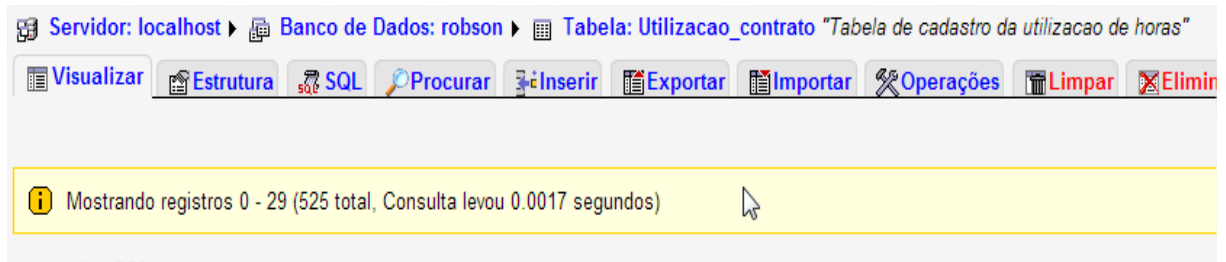 Servidor: localhost ▸ Banco de Dados: robson ▸ Tabela: Utilizacao_contrato "Tabela de cadastro da utilizacao de horas"
Visualizar Estrutura SQL Procurar Inserir Exportar Importar Operações Limpar Elimin
Mostrando registros 0 - 29 (525 total, Consulta levou 0.0017 segundos)